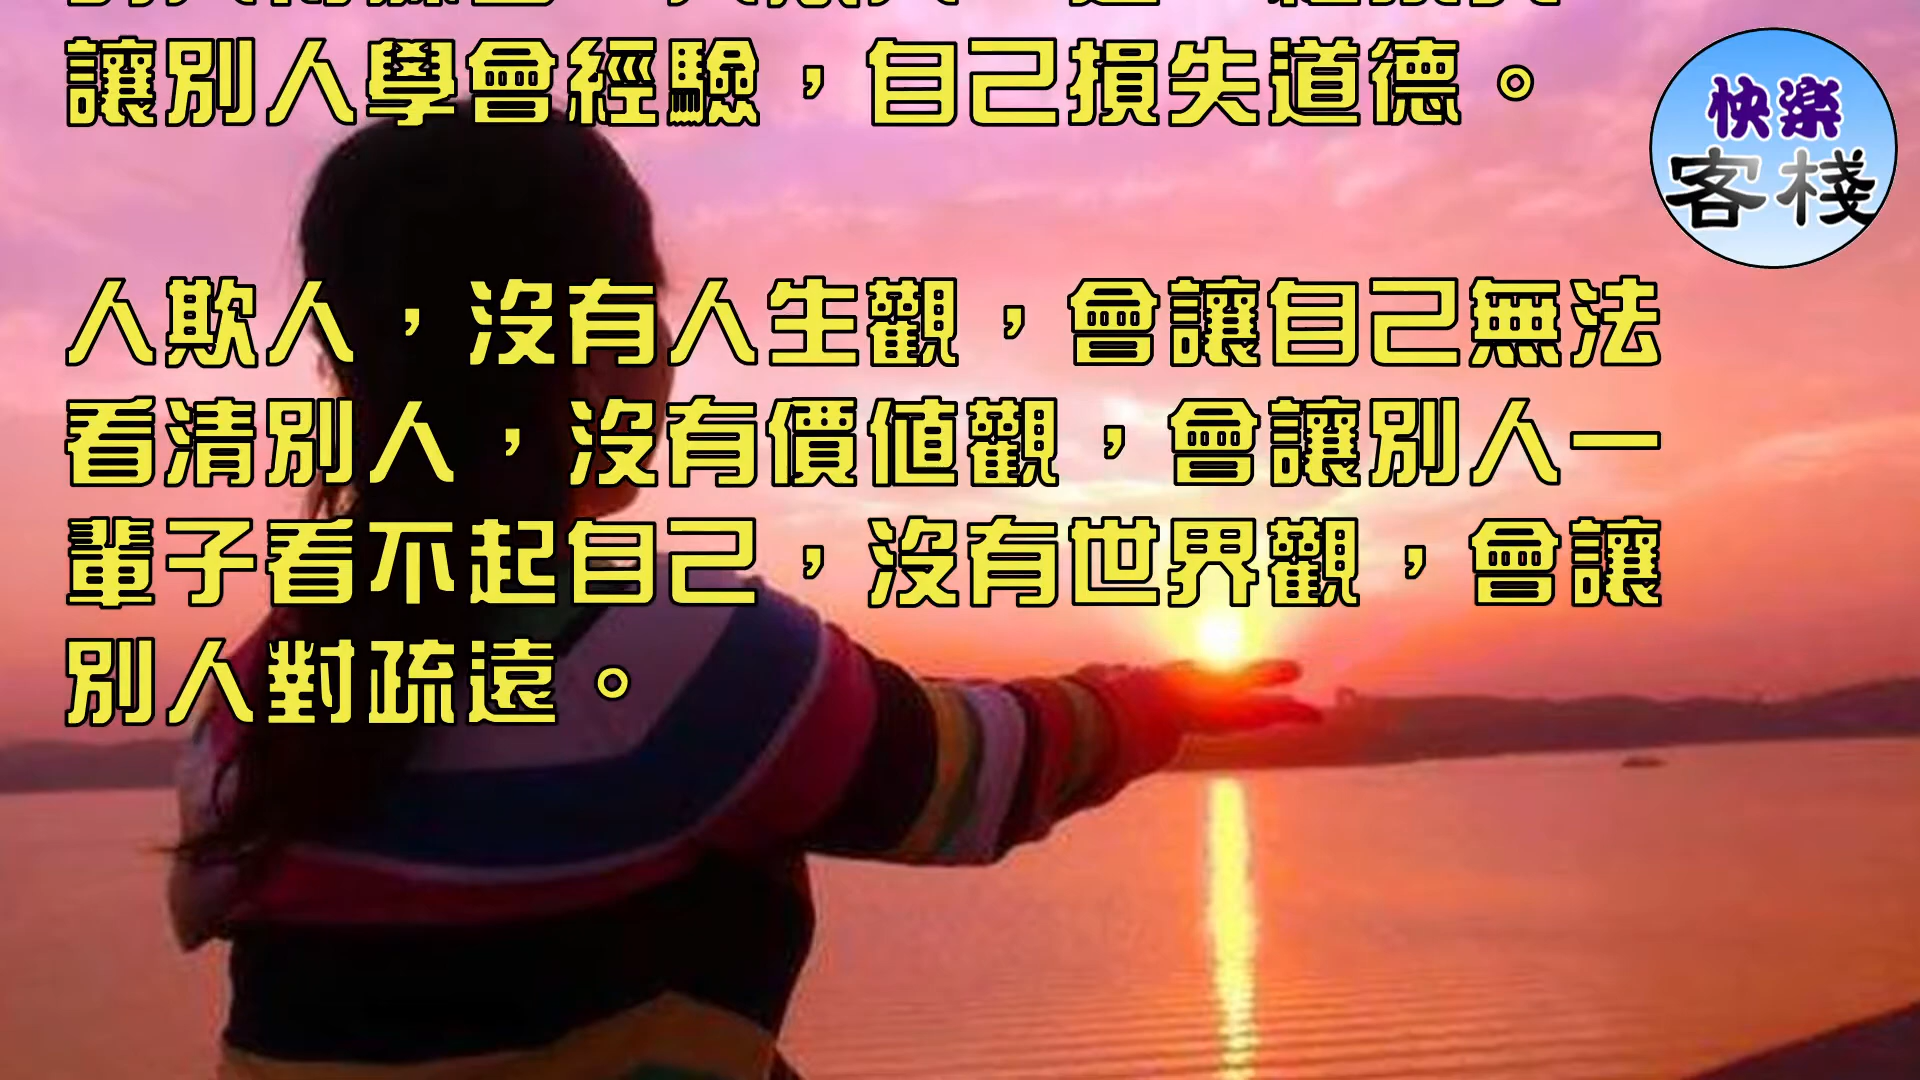 讓別人學會經驗，自己損失道德。
快樂
客棧
人欺人，沒有人生觀，會讓自己無法
看清別人，沒有價值觀，會讓別人一
輩子看不起自己，沒有世界觀，會讓
別人對疏遠。